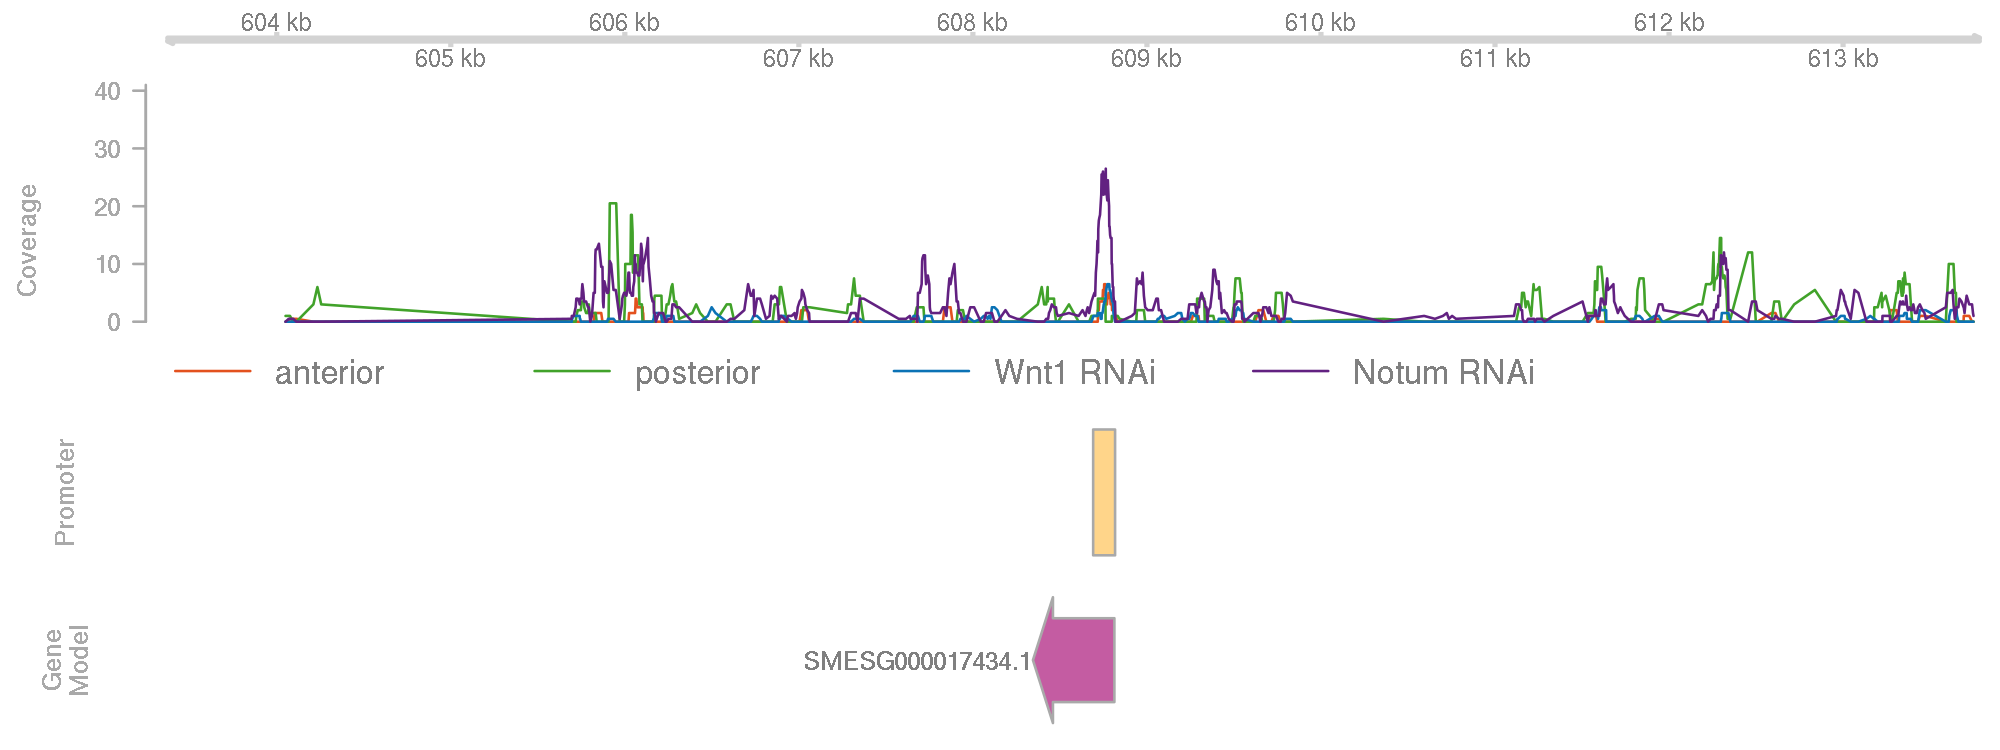 604 kb 606 kb 608 kb 610 kb 612 kb
605 kb 607 kb 609 kb 611 kb 613 kb
Coverage
40
30
20
10
0
anterior posterior Wnt1 RNAi Notum RNAi
Promoter
Gene
Model
SMESG000017434.1